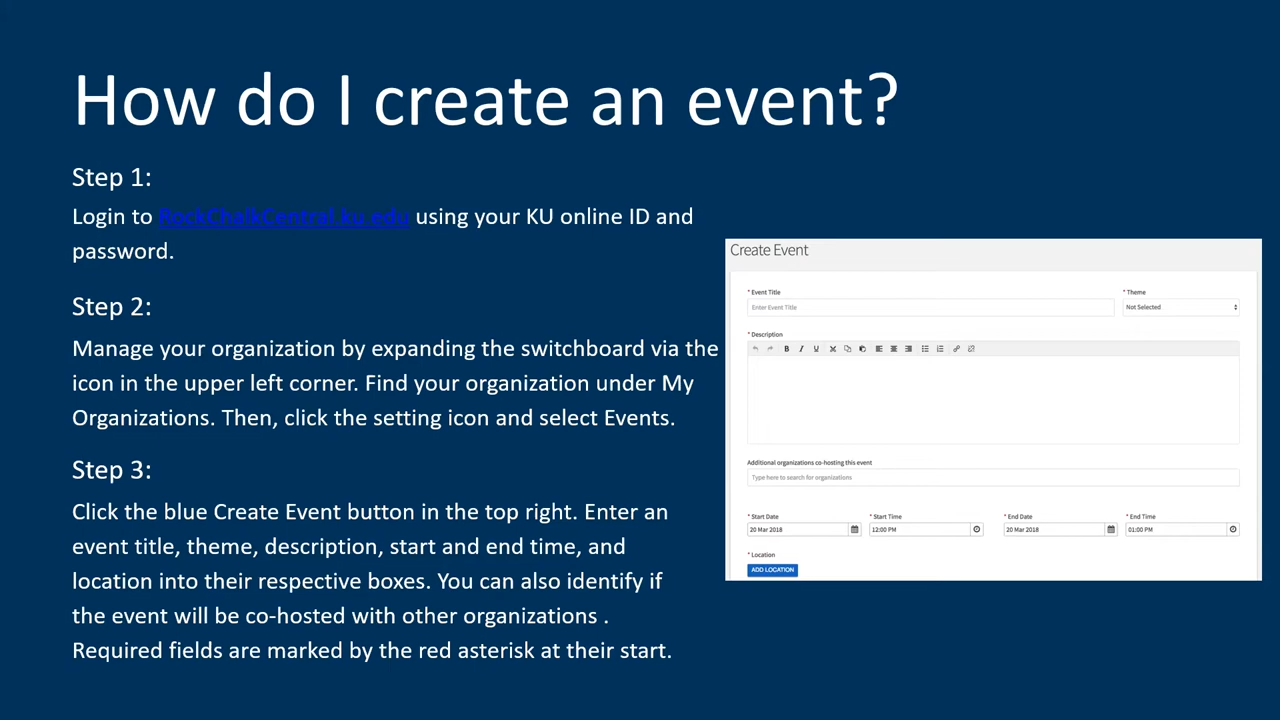 How do I create an event?
Step 1:
Login to RockChalkCentral.ku.edu using your KU online ID and
password.
Step 2:
Manage your organization by expanding the switchboard via the
icon in the upper left corner. Find your organization under My
Organizations. Then, click the setting icon and select Events.
Step 3:
Click the blue Create Event button in the top right. Enter an
event title, theme, description, start and end time, and
location into their respective boxes. You can also identify if
the event will be co-hosted with other organizations .
Required fields are marked by the red asterisk at their start.
Create Event
* Event Title * Theme
Enter Event Title Not Selected
* Description
B I U
Additional organizations co-hosting this event
Type here to search for organizations
* Start Date * Start Time * End Date * End Time
20 Mar 2018 12:00 PM 20 Mar 2018 01:00 PM
* Location
ADD LOCATION